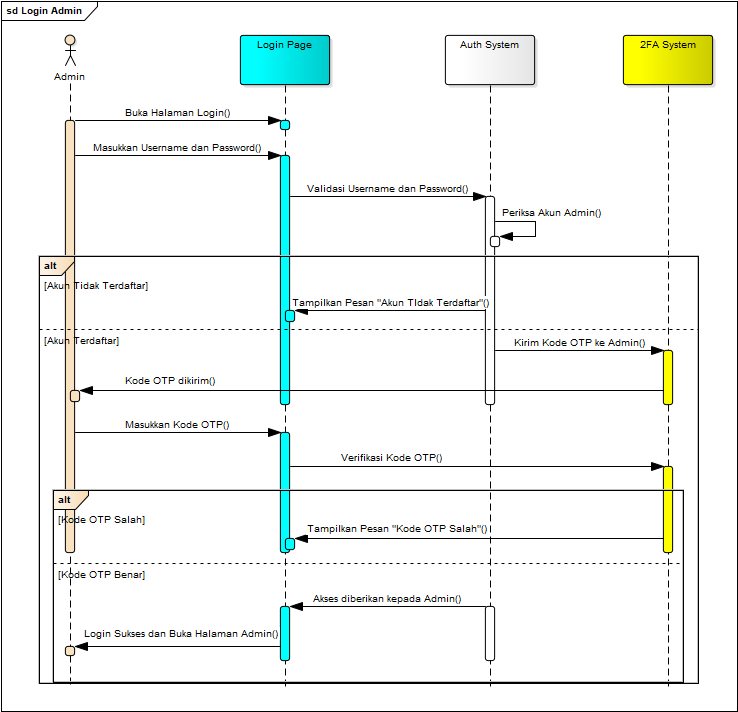 sd Login Admin
Admin
Login Page
Auth System
2FA System
Buka Halaman Login()
Masukkan Username dan Password()
Validasi Username dan Password()
Periksa Akun Admin()
alt
[Akun Tidak Terdaftar]
Tampilkan Pesan "Akun TIdak Terdaftar"()
[Akun Terdaftar]
Kirim Kode OTP ke Admin()
Kode OTP dikirim()
Masukkan Kode OTP()
Verifikasi Kode OTP()
alt
[Kode OTP Salah]
Tampilkan Pesan "Kode OTP Salah"()
[Kode OTP Benar]
Akses diberikan kepada Admin()
Login Sukses dan Buka Halaman Admin()